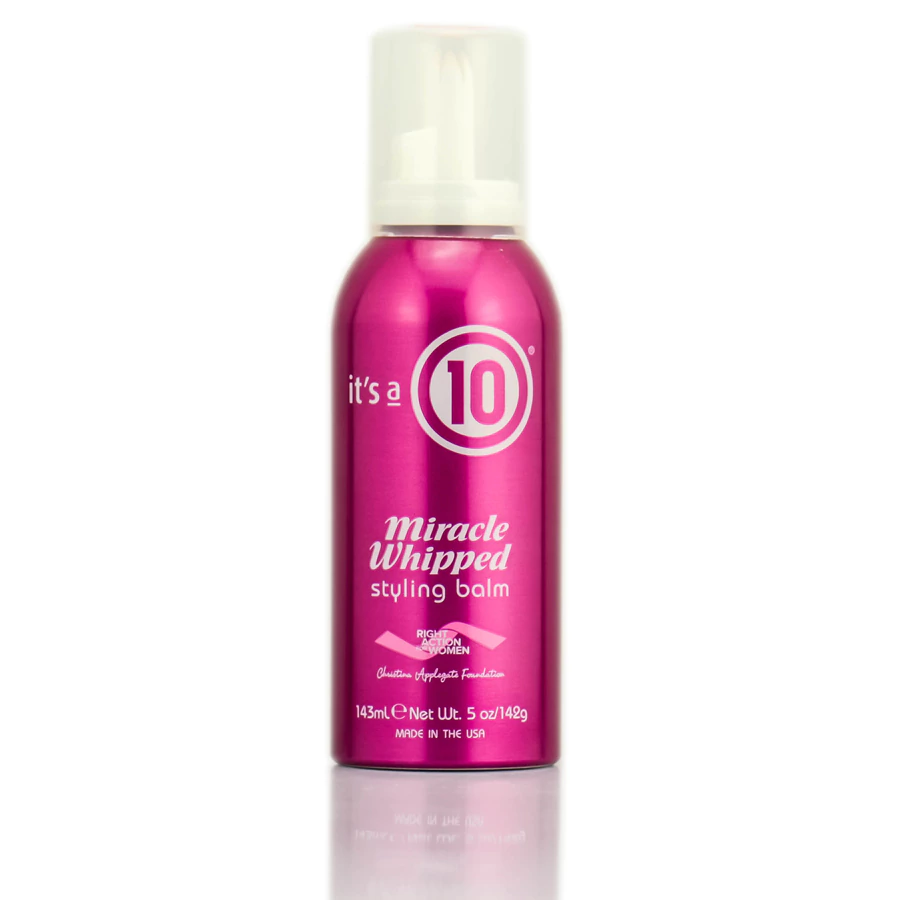 it's a 10®
Miracle
Whipped
styling balm
RIGHT
ACTION
FOR WOMEN
Christina Applegate Foundation
143mL ℮ Net Wt. 5 oz/142g
MADE IN THE USA